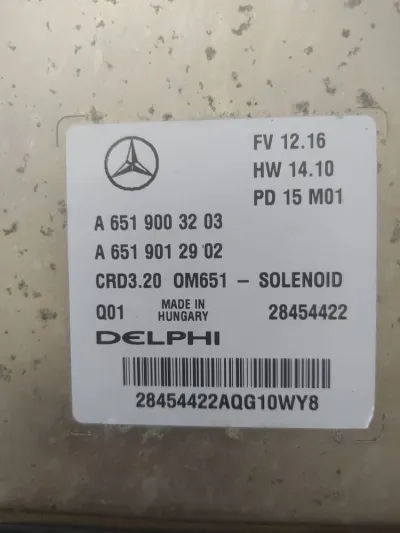 FV 12.16
HW 14.10
PD 15 M01
A 651 900 32 03
A 651 901 29 02
CRD3.20 OM651 - SOLENOID
Q01 MADE IN HUNGARY 28454422
DELPHI
28454422AQG10WY8